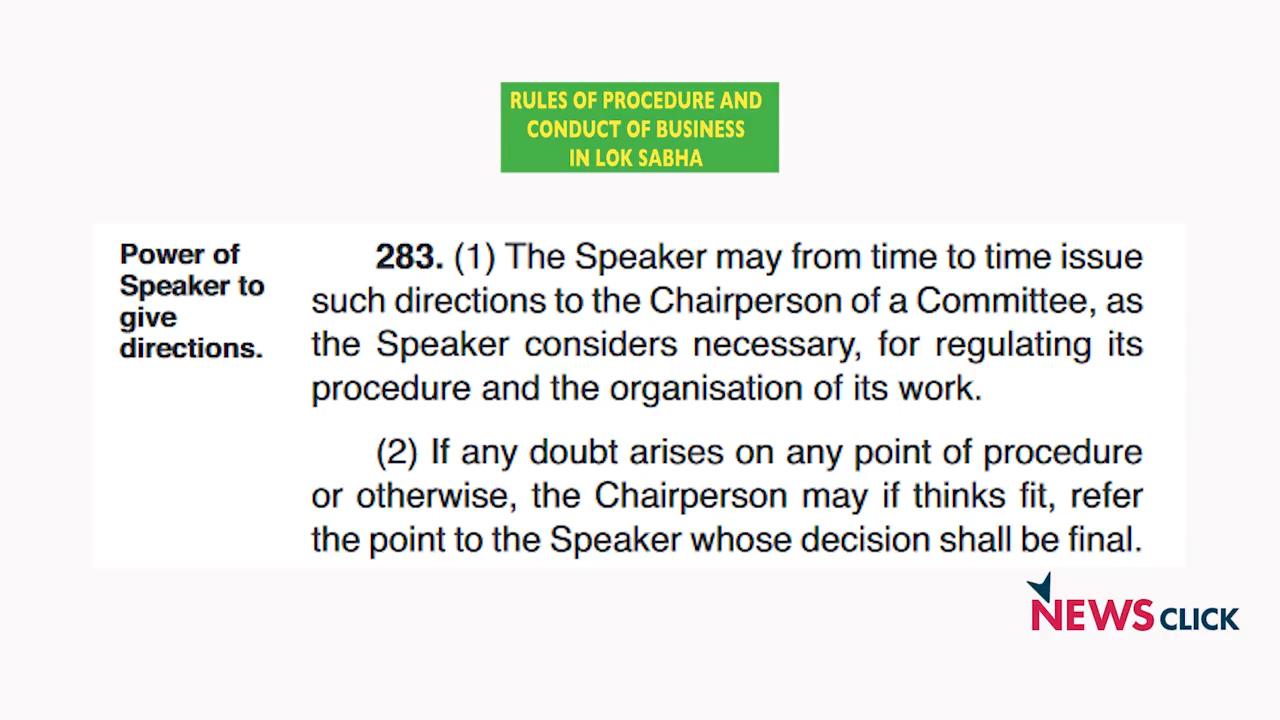 RULES OF PROCEDURE AND
CONDUCT OF BUSINESS
IN LOK SABHA
Power of
Speaker to
give
directions.
283. (1) The Speaker may from time to time issue
such directions to the Chairperson of a Committee, as
the Speaker considers necessary, for regulating its
procedure and the organisation of its work.
(2) If any doubt arises on any point of procedure
or otherwise, the Chairperson may if thinks fit, refer
the point to the Speaker whose decision shall be final.
NEWSCLICK